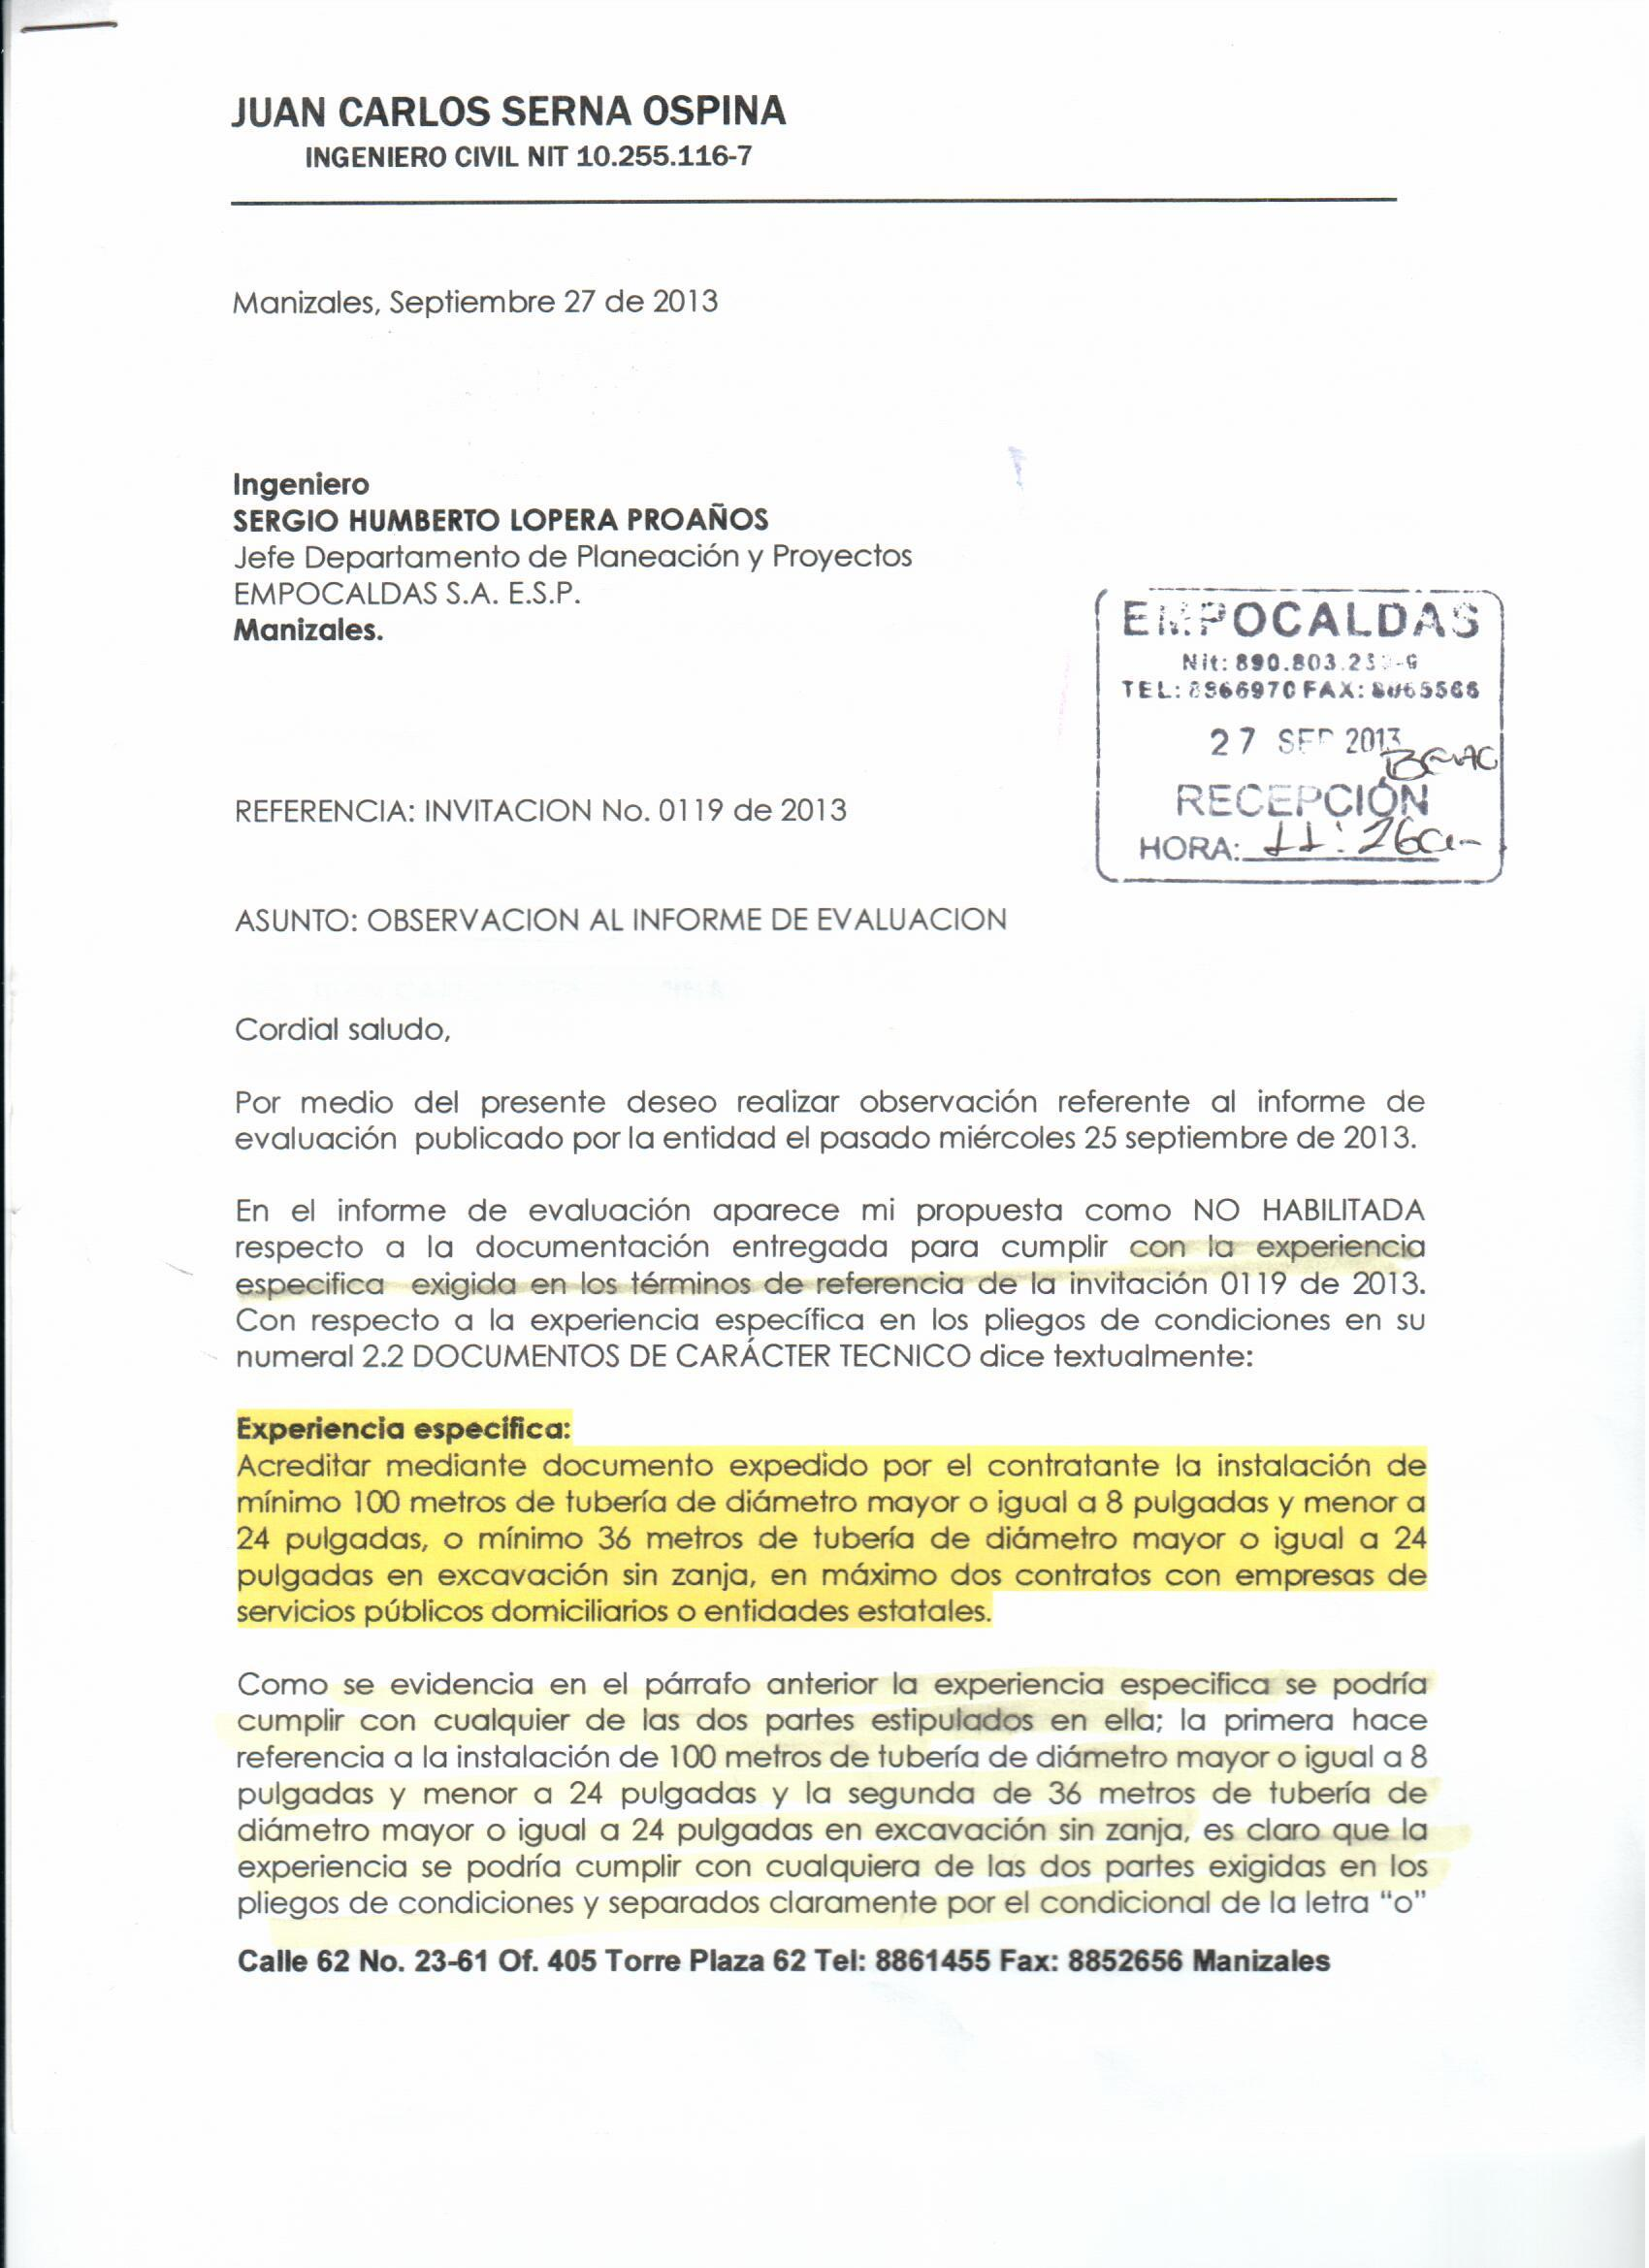 JUAN CARLOS SERNA OSPINA
INGENIERO CIVIL NIT 10.255.116-7
Manizales, Septiembre 27 de 2013
Ingeniero
SERGIO HUMBERTO LOPERA PROAÑOS
Jefe Departamento de Planeación y Proyectos
EMPOCALDAS S.A. E.S.P.
Manizales.
EMPOCALDAS
Nit: 890.803.23
TEL: FAX:
27 SEP 2013
RECEPCIÓN
HORA: 11:26a
REFERENCIA: INVITACION No. 0119 de 2013
ASUNTO: OBSERVACION AL INFORME DE EVALUACION
Cordial saludo,
Por medio del presente deseo realizar observación referente al informe de
evaluación publicado por la entidad el pasado miércoles 25 septiembre de 2013.
En el informe de evaluación aparece mi propuesta como NO HABILITADA
respecto a la documentación entregada para cumplir con la experiencia
especifica exigida en los términos de referencia de la invitación 0119 de 2013.
Con respecto a la experiencia específica en los pliegos de condiciones en su
numeral 2.2 DOCUMENTOS DE CARÁCTER TECNICO dice textualmente:
Experiencia específica:
Acreditar mediante documento expedido por el contratante la instalación de
mínimo 100 metros de tubería de diámetro mayor o igual a 8 pulgadas y menor a
24 pulgadas, o mínimo 36 metros de tubería de diámetro mayor o igual a 24
pulgadas en excavación sin zanja, en máximo dos contratos con empresas de
servicios públicos domiciliarios o entidades estatales.
Como se evidencia en el párrafo anterior la experiencia especifica se podría
cumplir con cualquier de las dos partes estipulados en ella; la primera hace
referencia a la instalación de 100 metros de tubería de diámetro mayor o igual a 8
pulgadas y menor a 24 pulgadas y la segunda de 36 metros de tubería de
diámetro mayor o igual a 24 pulgadas en excavación sin zanja, es claro que la
experiencia se podría cumplir con cualquiera de las dos partes exigidas en los
pliegos de condiciones y separados claramente por el condicional de la letra "o"
Calle 62 No. 23-61 Of. 405 Torre Plaza 62 Tel: 8861455 Fax: 8852656 Manizales